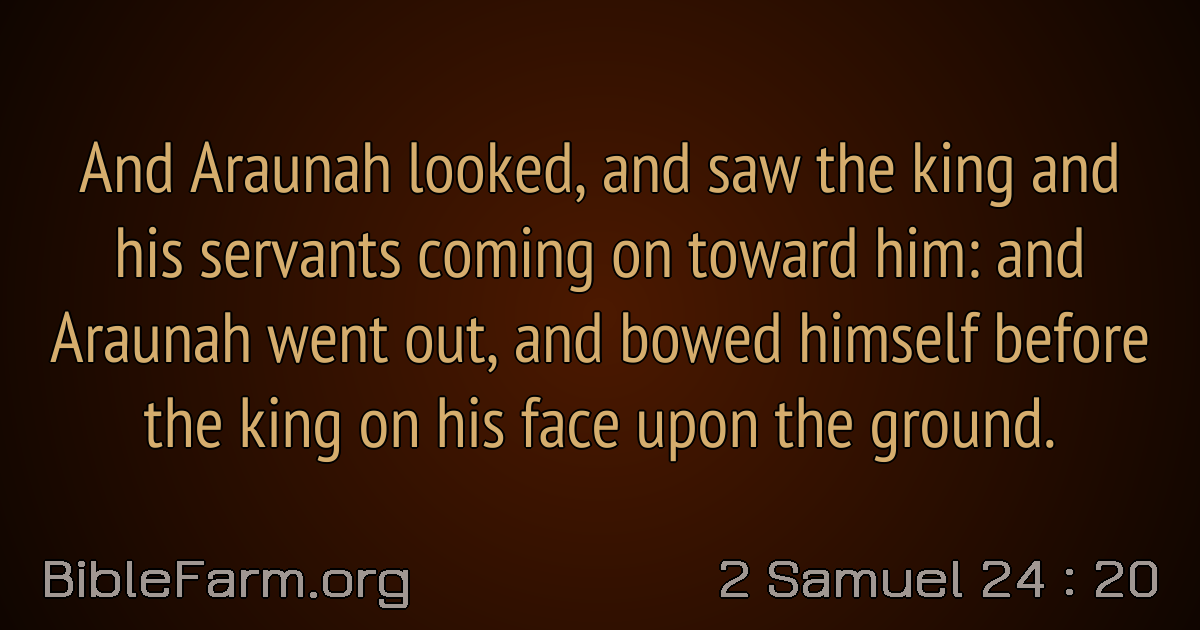 And Araunah looked, and saw the king and
his servants coming on toward him: and
Araunah went out, and bowed himself before
the king on his face upon the ground.
BibleFarm.org
2 Samuel 24 : 20